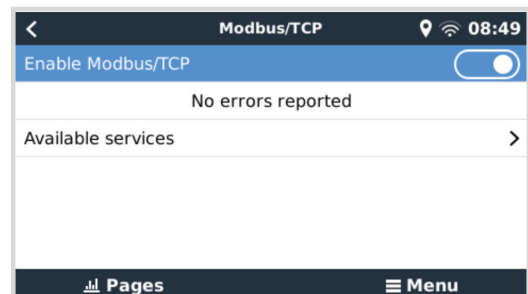 Modbus/TCP 08:49
Enable Modbus/TCP
No errors reported
Available services
Pages Menu